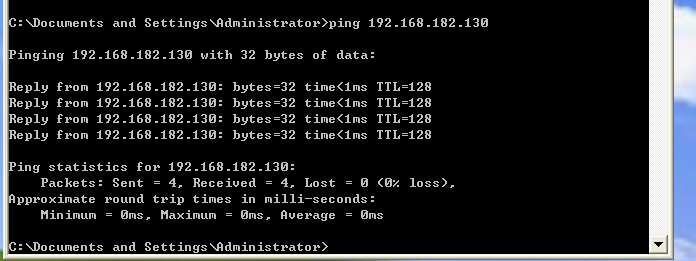 C:\Documents and Settings\Administrator>ping 192.168.182.130
Pinging 192.168.182.130 with 32 bytes of data:
Reply from 192.168.182.130: bytes=32 time<1ms TTL=128
Reply from 192.168.182.130: bytes=32 time<1ms TTL=128
Reply from 192.168.182.130: bytes=32 time<1ms TTL=128
Reply from 192.168.182.130: bytes=32 time<1ms TTL=128
Ping statistics for 192.168.182.130:
    Packets: Sent = 4, Received = 4, Lost = 0 (0% loss),
Approximate round trip times in milli-seconds:
    Minimum = 0ms, Maximum = 0ms, Average = 0ms
C:\Documents and Settings\Administrator>